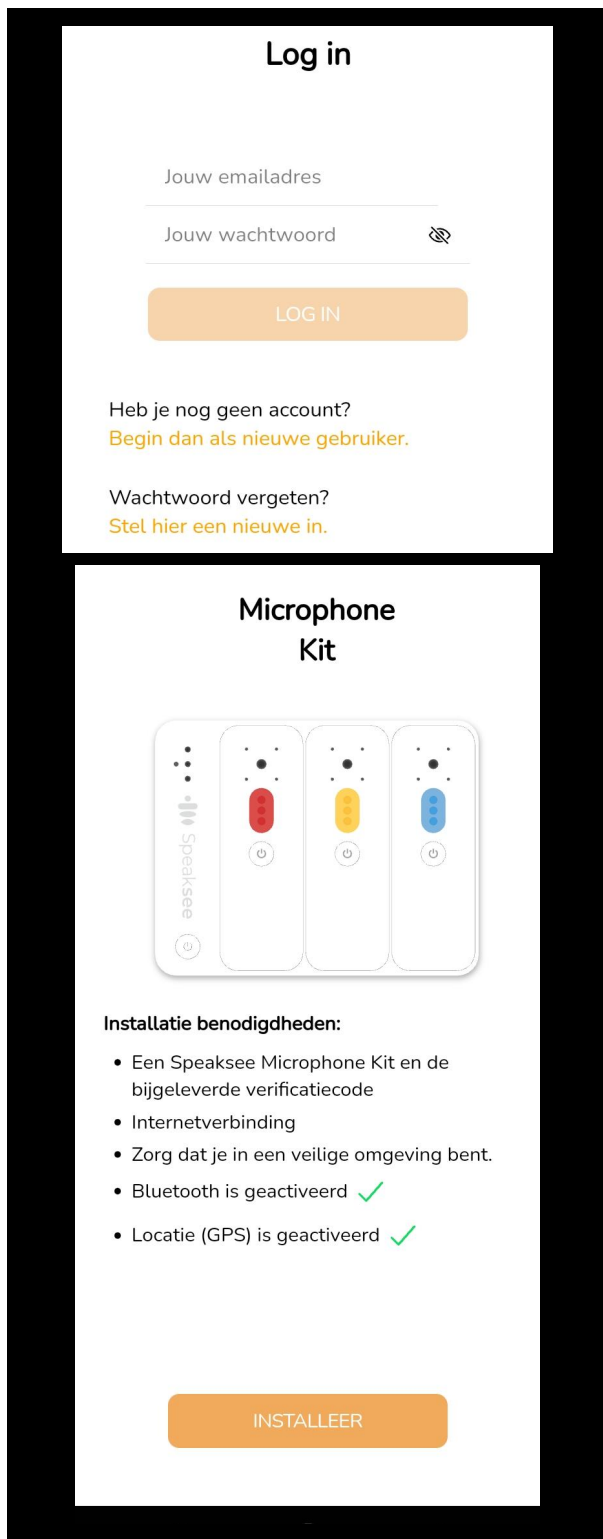 Log in
Jouw emailadres
Jouw wachtwoord
LOG IN
Heb je nog geen account?
Begin dan als nieuwe gebruiker.
Wachtwoord vergeten?
Stel hier een nieuwe in.
Microphone
Kit
Speaksee
Installatie benodigdheden:
• Een Speaksee Microphone Kit en de
bijgeleverde verificatiecode
• Internetverbinding
• Zorg dat je in een veilige omgeving bent.
• Bluetooth is geactiveerd
• Locatie (GPS) is geactiveerd
INSTALLEER